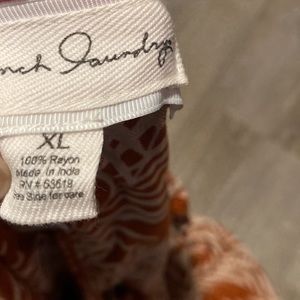 nch Laundry
XL
100% Rayon
Made In India
RN # 63619
See Side for care